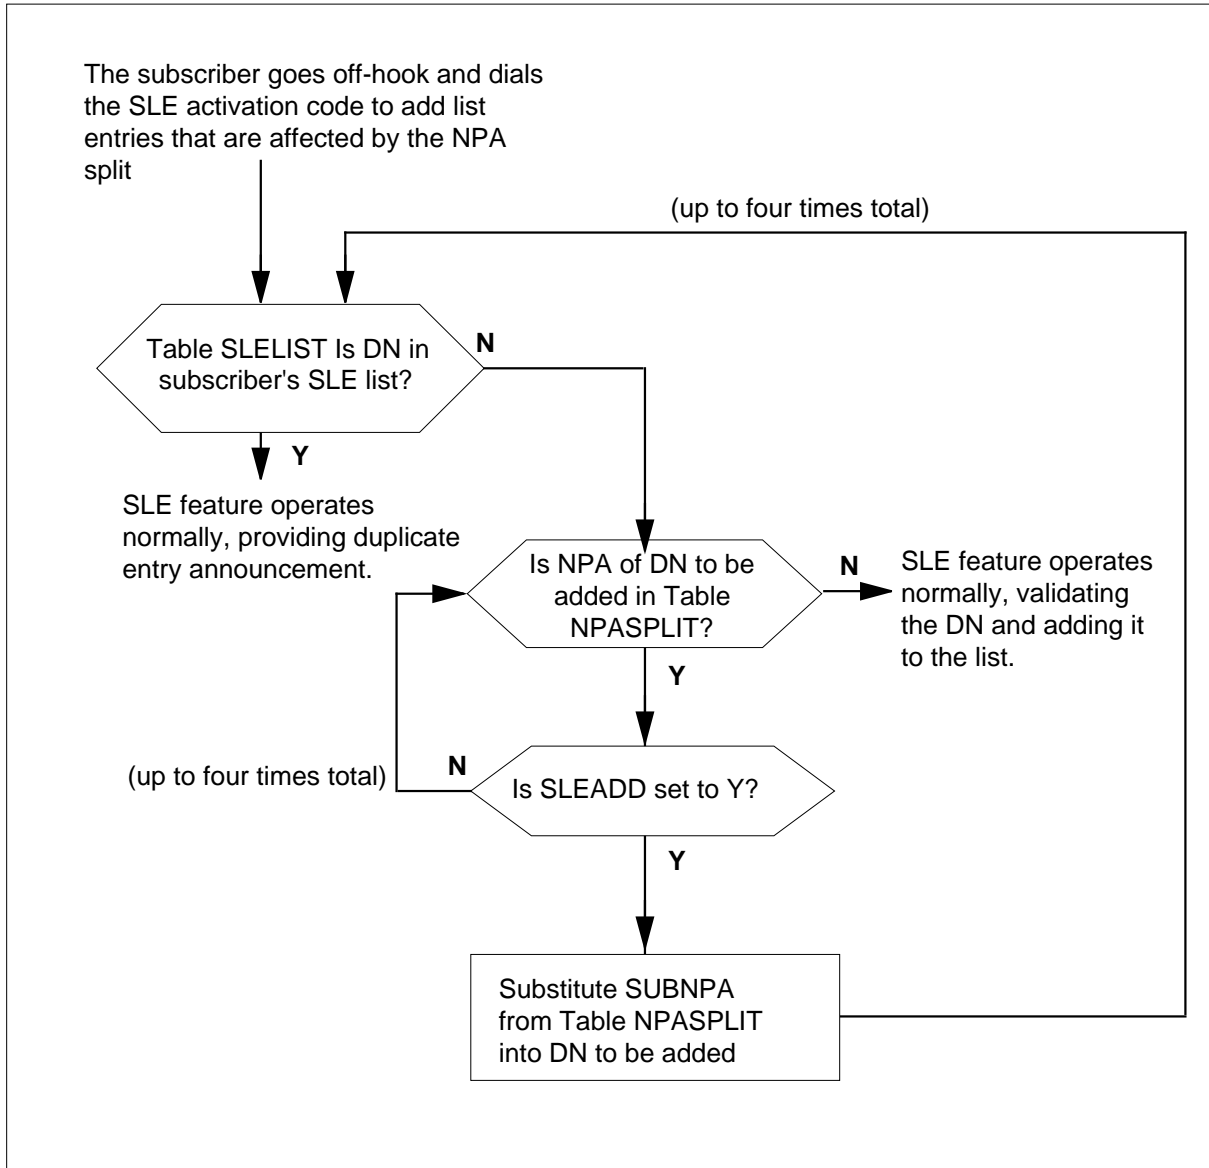 The subscriber goes off-hook and dials
the SLE activation code to add list
entries that are affected by the NPA
split
(up to four times total)
Table SLELIST Is DN in
subscriber's SLE list?
N
Y
SLE feature operates
normally, providing duplicate
entry announcement.
Is NPA of DN to be
added in Table
NPASPLIT?
N
SLE feature operates
normally, validating
the DN and adding it
to the list.
Y
(up to four times total)
N
Is SLEADD set to Y?
Y
Substitute SUBNPA
from Table NPASPLIT
into DN to be added